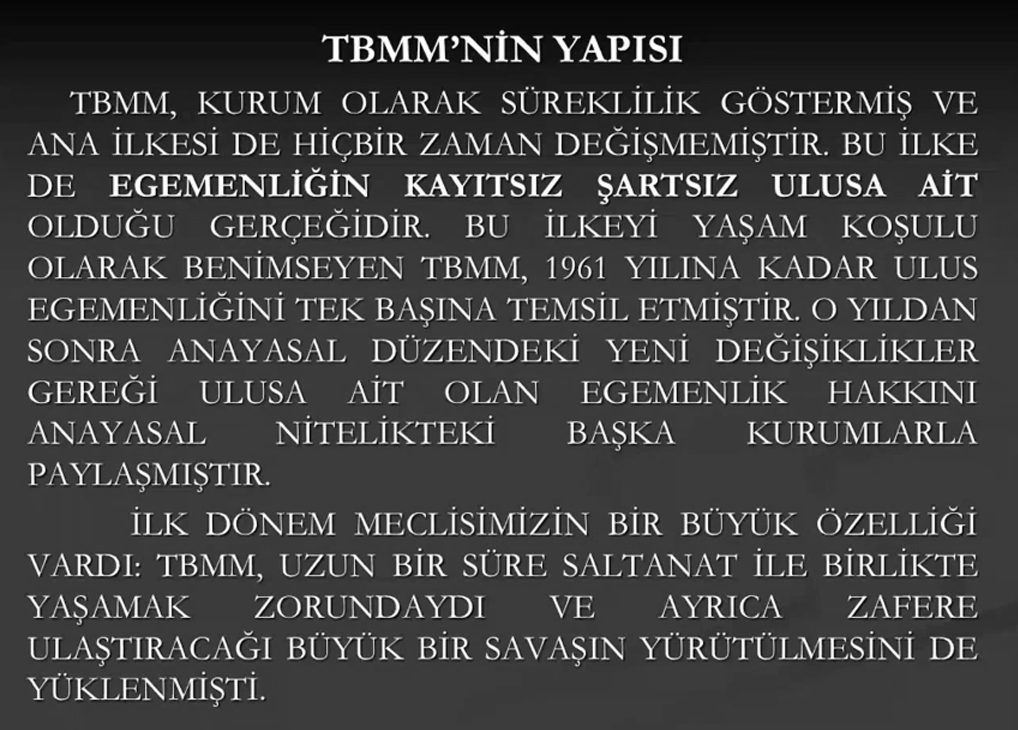 TBMM’NİN YAPISI
TBMM, KURUM OLARAK SÜREKLİLİK GÖSTERMİŞ VE
ANA İLKESİ DE HİÇBİR ZAMAN DEĞİŞMEMİŞTİR. BU İLKE
DE EGEMENLİĞİN KAYITSIZ ŞARTSIZ ULUSA AİT
OLDUĞU GERÇEĞİDİR. BU İLKEYİ YAŞAM KOŞULU
OLARAK BENİMSEYEN TBMM, 1961 YILINA KADAR ULUS
EGEMENLİĞİNİ TEK BAŞINA TEMSİL ETMİŞTİR. O YILDAN
SONRA ANAYASAL DÜZENDEKİ YENİ DEĞİŞİKLİKLER
GEREĞİ ULUSA AİT OLAN EGEMENLİK HAKKINI
ANAYASAL NİTELİKTEKİ BAŞKA KURUMLARLA
PAYLAŞMIŞTIR.
İLK DÖNEM MECLİSİMİZİN BİR BÜYÜK ÖZELLİĞİ
VARDI: TBMM, UZUN BİR SÜRE SALTANAT İLE BİRLİKTE
YAŞAMAK ZORUNDAYDI VE AYRICA ZAFERE
ULAŞTIRACAĞI BÜYÜK BİR SAVAŞIN YÜRÜTÜLMESİNİ DE
YÜKLENMİŞTİ.